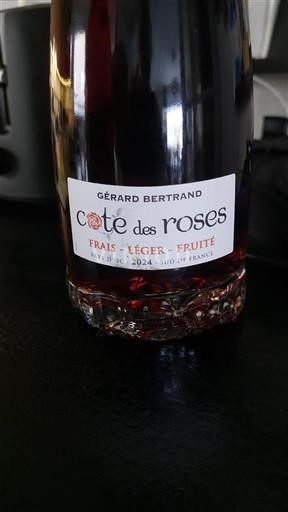 GÉRARD BERTRAND
cote des roses
FRAIS - LÉGER - FRUITÉ
PAYS D'OC - 2024 - SUD DE FRANCE